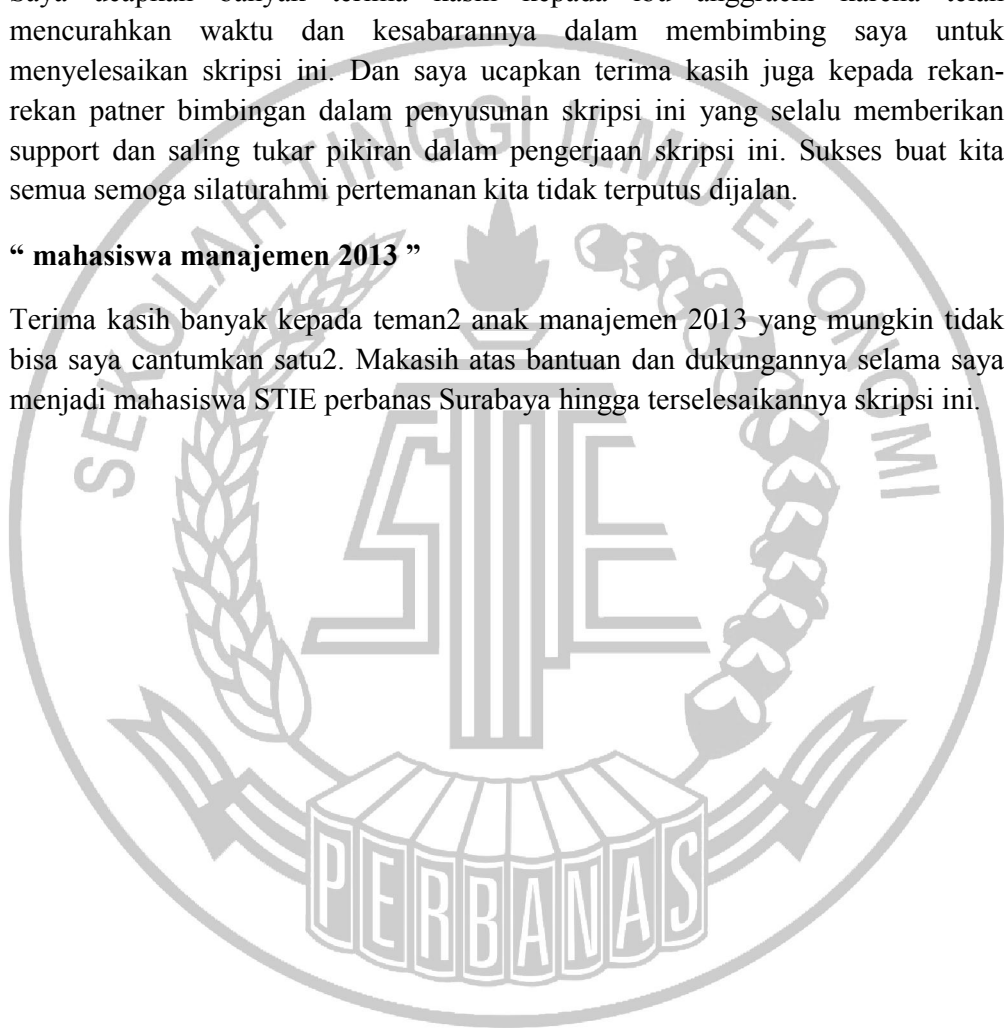 Saya ucapkan banyak terima kasih kepada ibu anggraeni karena telah
mencurahkan waktu dan kesabarannya dalam membimbing saya untuk
menyelesaikan skripsi ini. Dan saya ucapkan terima kasih juga kepada rekan-
rekan patner bimbingan dalam penyusunan skripsi ini yang selalu memberikan
support dan saling tukar pikiran dalam pengerjaan skripsi ini. Sukses buat kita
semua semoga silaturahmi pertemanan kita tidak terputus dijalan.
“ mahasiswa manajemen 2013 ”
Terima kasih banyak kepada teman2 anak manajemen 2013 yang mungkin tidak
bisa saya cantumkan satu2. Makasih atas bantuan dan dukungannya selama saya
menjadi mahasiswa STIE perbanas Surabaya hingga terselesaikannya skripsi ini.
SEKOLAH TINGGI ILMU EKONOMI
STIE
PERBANAS